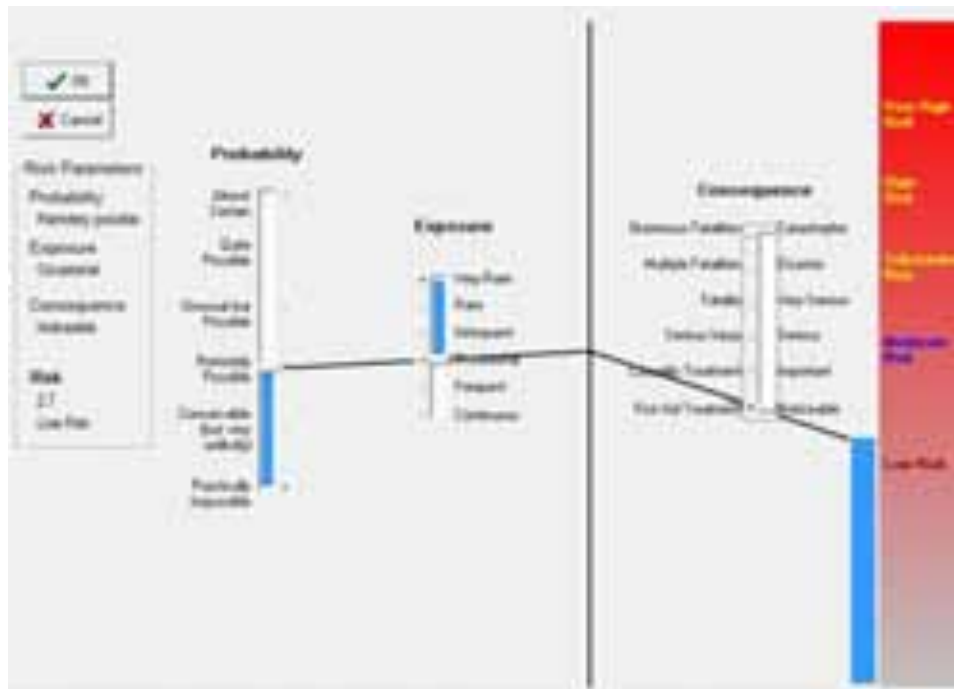 OK
Cancel
Risk Parameters
Probability
Remotely possible
Exposure
Occasional
Consequence
Noticeable
Risk
Low Risk
Probability
Almost
Certain
Quite
Possible
Unusual but
Possible
Remotely
Possible
Conceivable
(but very
unlikely)
Practically
Impossible
Exposure
Very Rare
Rare
Infrequent
Occasional
Frequent
Continuous
Consequence
Numerous Fatalities
Catastrophe
Multiple Fatalities
Disaster
Fatality
Very Serious
Serious Injury
Serious
Casualty Treatment
Important
First Aid Treatment
Noticeable
Very High
Risk
High
Risk
Substantial
Risk
Moderate
Risk
Low Risk